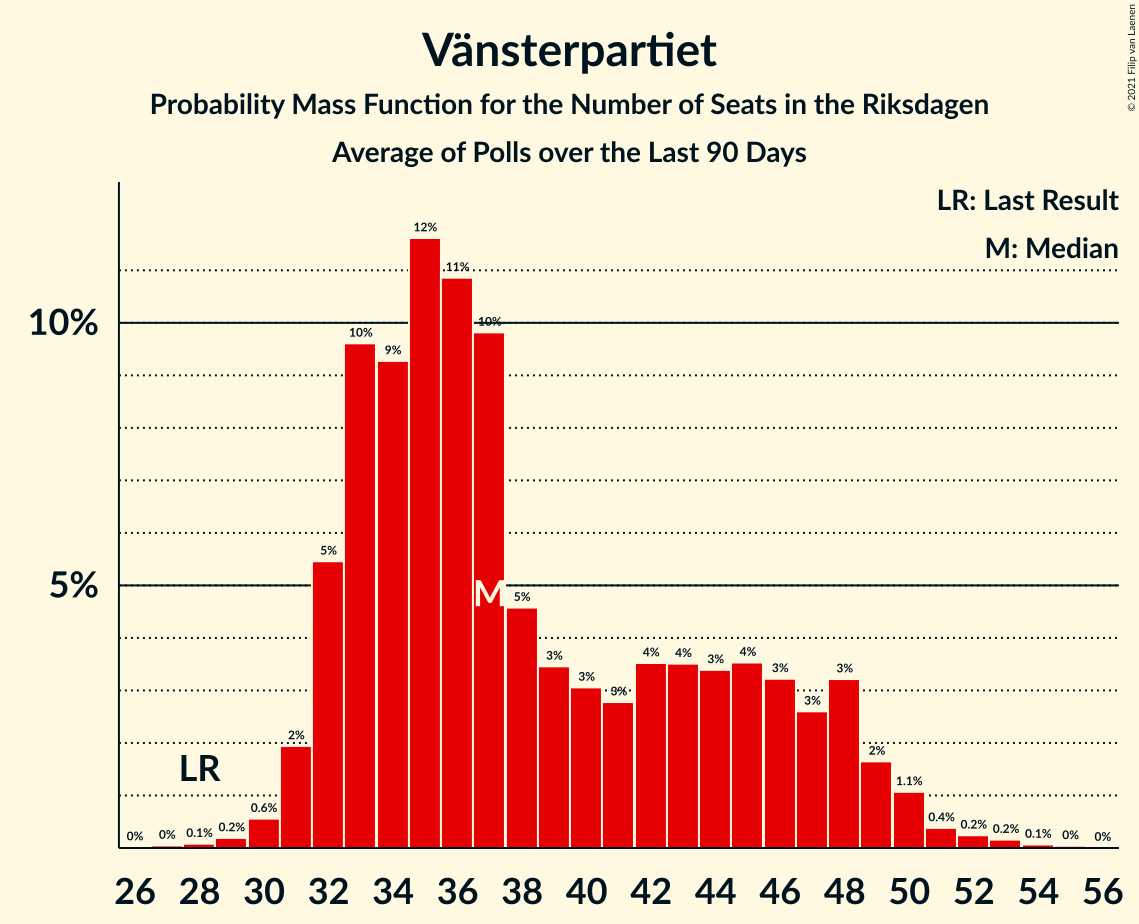 © 2021 Filip van Laenen
Vänsterpartiet
Probability Mass Function for the Number of Seats in the Riksdagen
Average of Polls over the Last 90 Days
LR: Last Result
M: Median
10%
5%
0% 0% 0.1% 0.2% 0.6% 2% 5% 10% 9% 12% 11% 10% 5% 3% 3% 3% 4% 4% 3% 4% 3% 3% 3% 2% 1.1% 0.4% 0.2% 0.2% 0.1% 0% 0%
M
LR
26 28 30 32 34 36 38 40 42 44 46 48 50 52 54 56